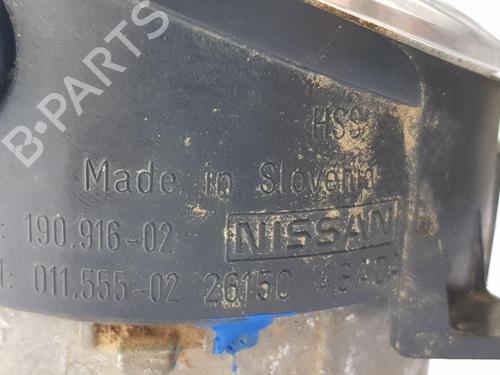 B-PARTS
HSS
Made in Slovenia
: 190.916-02 NISSAN
: 011.555-02 26150